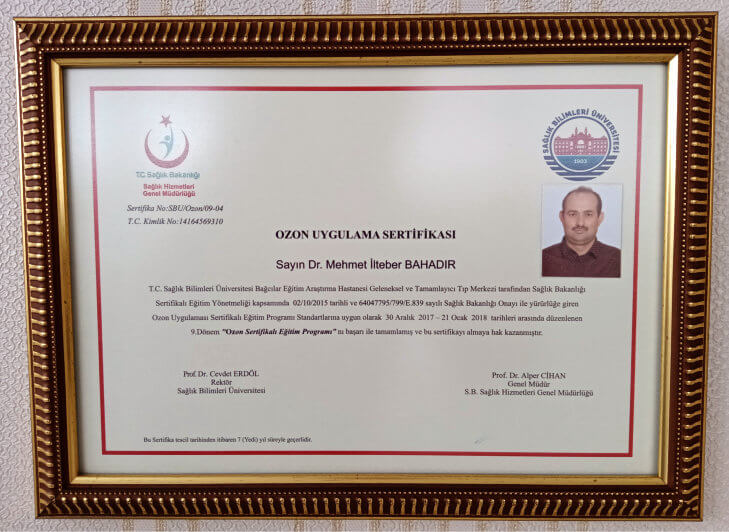 T.C. Sağlık Bakanlığı
Sağlık Hizmetleri
Genel Müdürlüğü
SAĞLIK BİLİMLERİ ÜNİVERSİTESİ
1903
Sertifika No:SBU/Ozon/09-04
T.C. Kimlik No:14164569310
OZON UYGULAMA SERTİFİKASI
Sayın Dr. Mehmet İlteber BAHADIR
T.C. Sağlık Bilimleri Üniversitesi Bağcılar Eğitim Araştırma Hastanesi Geleneksel ve Tamamlayıcı Tıp Merkezi tarafından Sağlık Bakanlığı
Sertifikalı Eğitim Yönetmeliği kapsamında 02/10/2015 tarihli ve 64047795/799/E.839 sayılı Sağlık Bakanlığı Onayı ile yürürlüğe giren
Ozon Uygulaması Sertifikalı Eğitim Programı Standartlarına uygun olarak 30 Aralık 2017 – 21 Ocak 2018 tarihleri arasında düzenlenen
9.Dönem "Ozon Sertifikalı Eğitim Programı" nı başarı ile tamamlamış ve bu sertifikayı almaya hak kazanmıştır.
Prof.Dr. Cevdet ERDÖL
Rektör
Sağlık Bilimleri Üniversitesi
Prof. Dr. Alper CİHAN
Genel Müdür
S.B. Sağlık Hizmetleri Genel Müdürlüğü
Bu Sertifika tescil tarihinden itibaren 7 (Yedi) yıl süreyle geçerlidir.